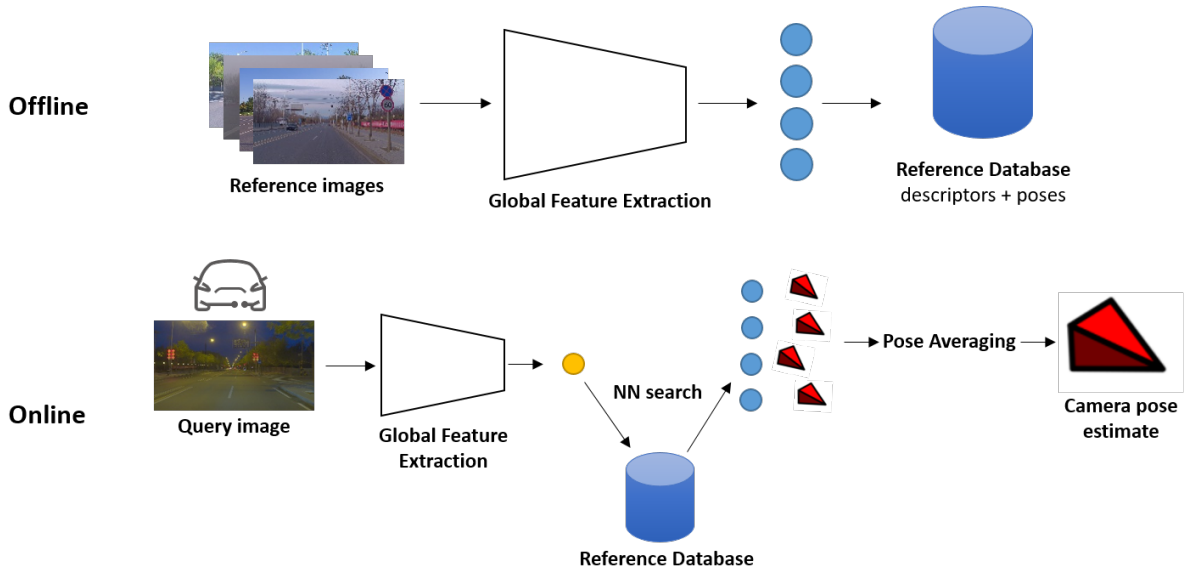 Offline
Reference images
Global Feature Extraction
Reference Database
descriptors + poses
Online
Query image
Global Feature
Extraction
NN search
Reference Database
Pose Averaging
Camera pose
estimate